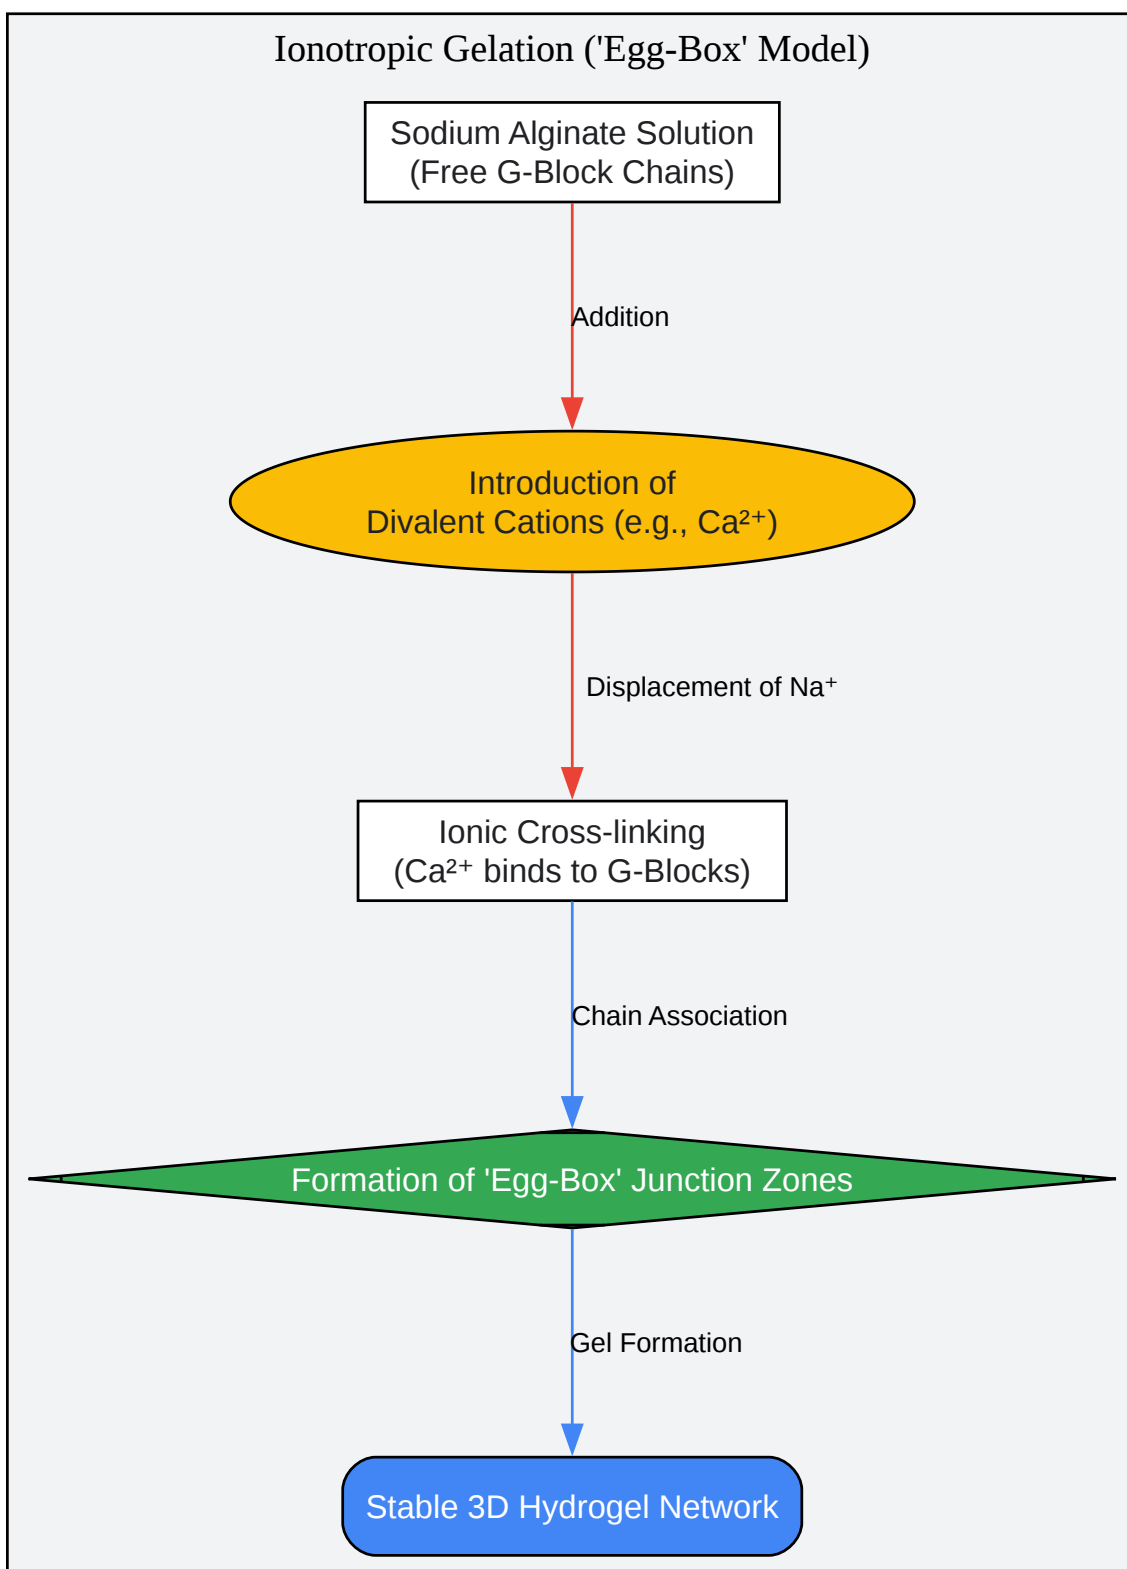 Ionotropic Gelation ('Egg-Box' Model)
Sodium Alginate Solution
(Free G-Block Chains)
Addition
Introduction of
Divalent Cations (e.g., Ca²⁺)
Displacement of Na⁺
Ionic Cross-linking
(Ca²⁺ binds to G-Blocks)
Chain Association
Formation of 'Egg-Box' Junction Zones
Gel Formation
Stable 3D Hydrogel Network